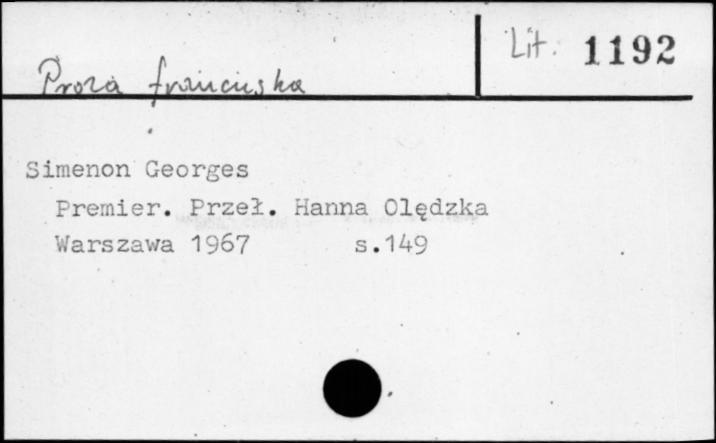 Lit. 1192
Proza francuska
Simenon Georges
Premier. Przeł. Hanna Olędzka
Warszawa 1967 s.149